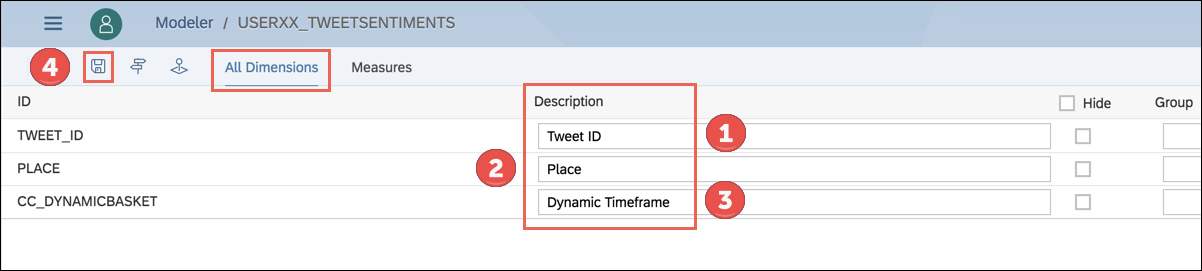 Modeler / USERXX_TWEETSENTIMENTS
4 All Dimensions Measures
ID Description Hide Group
TWEET_ID Tweet ID 1
PLACE 2 Place
CC_DYNAMICBASKET Dynamic Timeframe 3